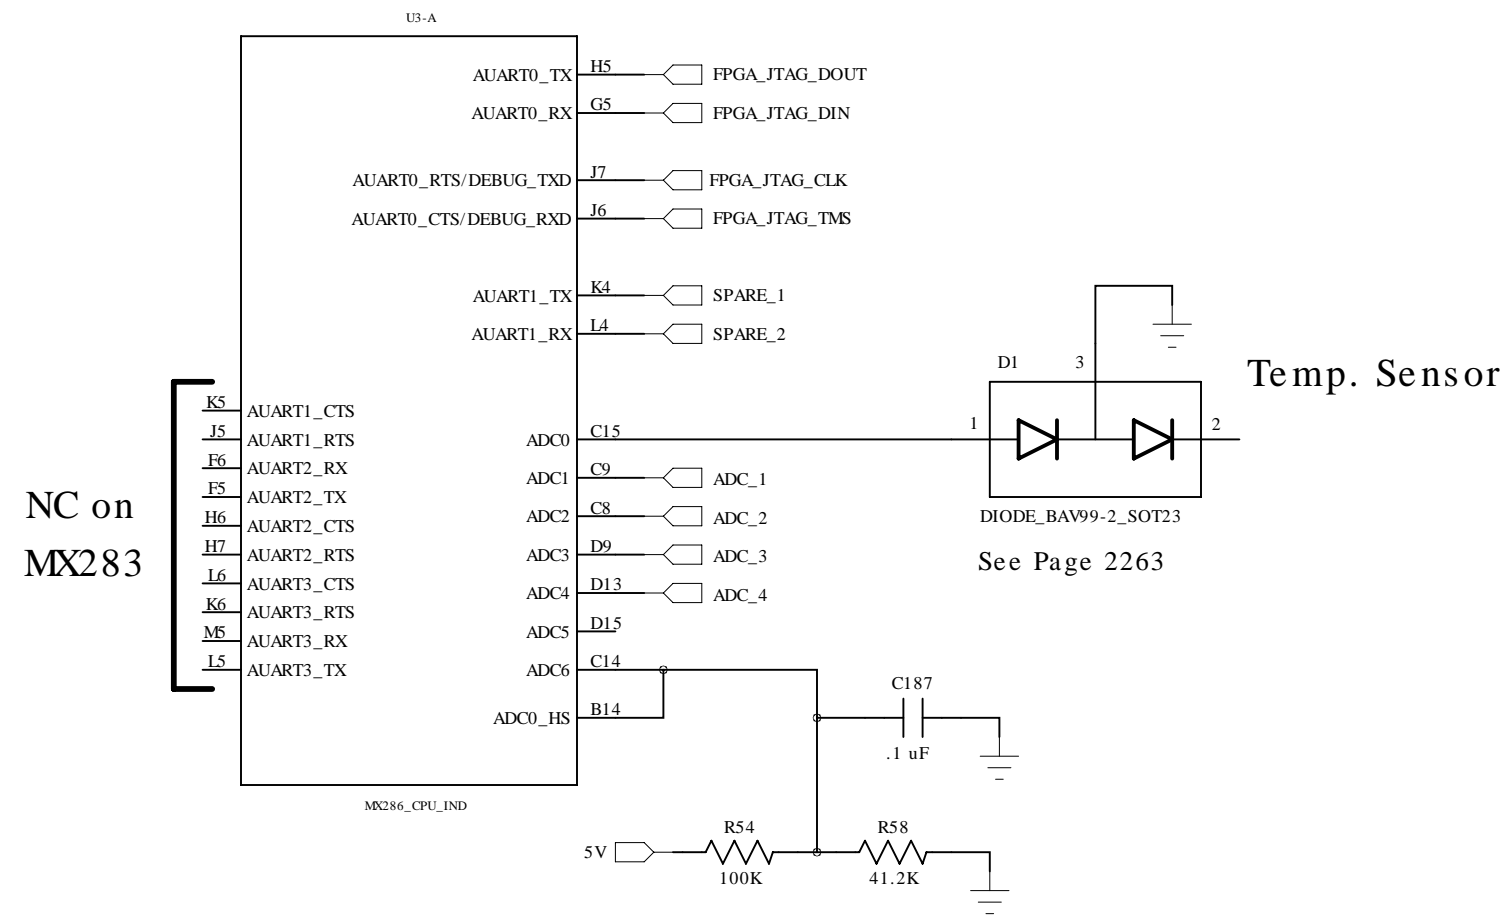 U3-A
AUART0_TX H5 FPGA_JTAG_DOUT
AUART0_RX G5 FPGA_JTAG_DIN
AUART0_RTS/DEBUG_TXD J7 FPGA_JTAG_CLK
AUART0_CTS/DEBUG_RXD J6 FPGA_JTAG_TMS
AUART1_TX K4 SPARE_1
AUART1_RX L4 SPARE_2
NC on
MX283
K5 AUART1_CTS
J5 AUART1_RTS
F6 AUART2_RX
F5 AUART2_TX
H6 AUART2_CTS
H7 AUART2_RTS
L6 AUART3_CTS
K6 AUART3_RTS
M5 AUART3_RX
L5 AUART3_TX
ADC0 C15
ADC1 C9 ADC_1
ADC2 C8 ADC_2
ADC3 D9 ADC_3
ADC4 D13 ADC_4
ADC5 D15
ADC6 C14
ADC0_HS B14
MX286_CPU_IND
D1 3
Temp. Sensor
1 2
DIODE_BAV99-2_SOT23
See Page 2263
C187
.1 uF
R54 R58
5V
100K 41.2K